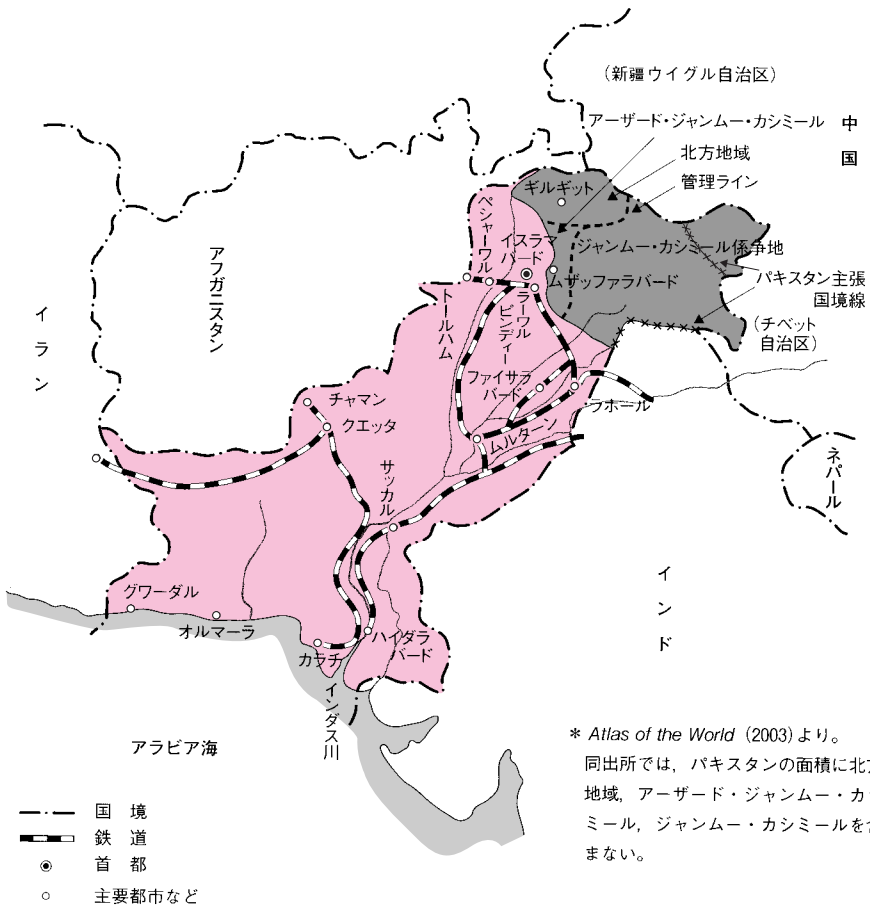 (新疆ウイグル自治区)
アーザード・ジャンムー・カシミール
中国
北方地域
管理ライン
ギルギット
ペシャーワル
イスラマ
バード
ジャンムー・カシミール係争地
ムザッファラバード
パキスタン主張
国境線
(チベット
自治区)
アフガニスタン
イラン
トールハム
ラーワル
ピンディー
ファイサラ
バード
ラホール
チャマン
クエッタ
ムルターン
サッカル
ネパール
インド
グワーダル
オルマーラ
カラチ
ハイダラ
バード
インダス川
アラビア海
* Atlas of the World (2003)より。
同出所では,パキスタンの面積に北方
地域,アーザード・ジャンムー・カ
ミール,ジャンムー・カシミールを
まない。
国境
鉄道
首都
主要都市など